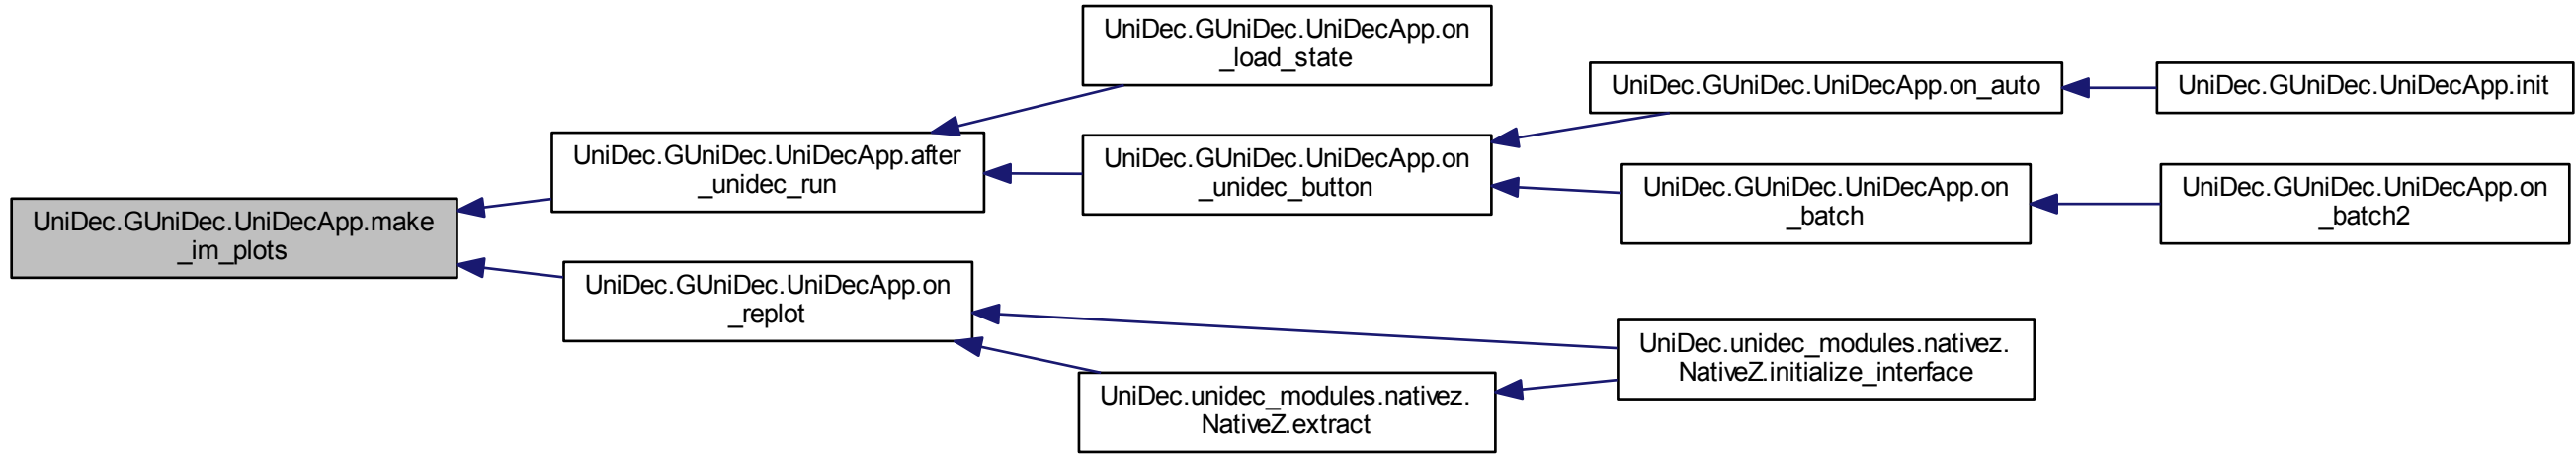 UniDec.GUniDec.UniDecApp.make
_im_plots
UniDec.GUniDec.UniDecApp.after
_unidec_run
UniDec.GUniDec.UniDecApp.on
_replot
UniDec.GUniDec.UniDecApp.on
_load_state
UniDec.GUniDec.UniDecApp.on
_unidec_button
UniDec.unidec_modules.nativez.
NativeZ.extract
UniDec.GUniDec.UniDecApp.on_auto
UniDec.GUniDec.UniDecApp.on
_batch
UniDec.unidec_modules.nativez.
NativeZ.initialize_interface
UniDec.GUniDec.UniDecApp.init
UniDec.GUniDec.UniDecApp.on
_batch2